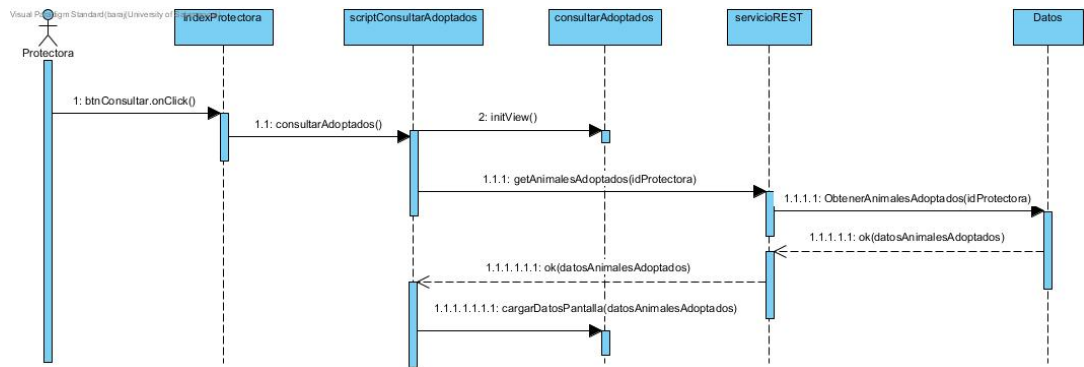 Visual Paradigm Standard(baraj(University of
indexProtectora
scriptConsultarAdoptados
consultarAdoptados
servicioREST
Datos
Protectora
1: btnConsultar.onClick()
1.1: consultarAdoptados()
2: initView()
1.1.1: getAnimalesAdoptados(idProtectora)
1.1.1.1: ObtenerAnimalesAdoptados(idProtectora)
1.1.1.1.1: ok(datosAnimalesAdoptados)
1.1.1.1.1.1: ok(datosAnimalesAdoptados)
1.1.1.1.1.1.1: cargarDatosPantalla(datosAnimalesAdoptados)